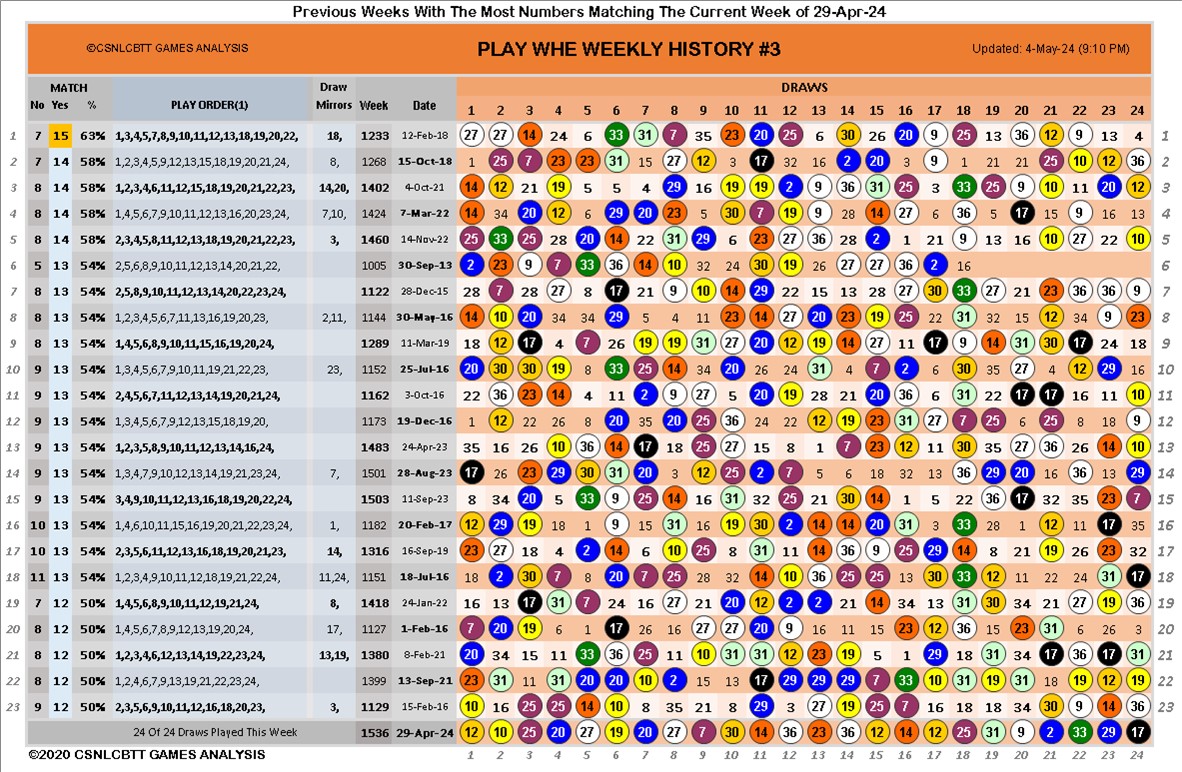 Previous Weeks With The Most Numbers Matching The Current Week of 29-Apr-24
©CSNLCBTT GAMES ANALYSIS PLAY WHE WEEKLY HISTORY #3 Updated: 4-May-24 (9:10 PM)
MATCH Draw DRAWS
No Yes % PLAY ORDER(1) Mirrors Week Date 1 2 3 4 5 6 7 8 9 10 11 12 13 14 15 16 17 18 19 20 21 22 23 24
1 7 15 63% 1,3,4,5,7,8,9,10,11,12,13,18,19,20,22, 18, 1233 12-Feb-18 27 27 14 24 6 33 31 7 35 23 20 25 6 30 26 20 9 25 13 36 12 9 13 4 1
2 7 14 58% 1,2,3,4,5,9,12,13,15,18,19,20,21,24, 8, 1268 15-Oct-18 1 25 7 23 23 31 15 27 12 3 17 32 16 2 20 3 9 1 21 21 25 10 12 36 2
3 8 14 58% 1,2,3,4,6,11,12,15,18,19,20,21,22,23, 14,20, 1402 4-Oct-21 14 12 21 19 5 5 4 29 16 19 19 2 9 36 31 25 3 33 25 9 10 11 20 12 3
4 8 14 58% 1,4,5,6,7,9,10,11,12,13,16,20,23,24, 7,10, 1424 7-Mar-22 14 34 20 12 6 29 20 23 5 30 7 19 9 28 14 27 6 36 20 17 15 9 16 13 4
5 8 14 58% 2,3,4,5,8,11,12,13,18,19,20,21,22,23, 3, 1460 14-Nov-22 25 33 25 28 20 14 22 31 29 6 23 27 36 28 2 1 21 9 13 16 10 27 22 10 5
6 5 13 54% 2,5,6,8,9,10,11,12,13,14,20,21,22, 1005 30-Sep-13 2 23 9 7 33 36 14 10 32 24 30 19 26 27 27 36 2 16 6
7 8 13 54% 2,5,8,9,10,11,12,13,14,20,22,23,24, 1122 28-Dec-15 28 7 28 27 8 17 21 9 10 14 29 22 15 13 28 27 30 33 27 21 23 36 36 9 7
8 8 13 54% 1,2,3,4,5,6,7,11,13,16,19,20,23, 2,11, 1144 30-May-16 14 10 20 34 34 29 5 4 11 23 14 27 20 23 19 25 22 31 32 15 12 34 9 23 8
9 8 13 54% 1,4,5,6,8,9,10,11,15,16,19,20,24, 1289 11-Mar-19 18 12 17 4 7 26 19 19 31 27 20 12 19 14 27 11 17 9 14 31 30 17 24 18 9
10 9 13 54% 1,3,4,5,6,7,9,10,11,19,21,22,23, 23, 1152 25-Jul-16 20 30 30 19 8 33 25 14 34 20 26 24 31 4 7 2 6 30 35 27 4 12 29 16 10
11 9 13 54% 2,4,5,6,7,11,12,13,14,19,20,21,24, 1162 3-Oct-16 22 36 23 14 4 11 2 9 27 5 20 19 28 21 20 36 6 31 22 17 17 16 11 10 11
12 9 13 54% 1,3,4,5,6,7,9,12,13,15,18,19,20, 1173 19-Dec-16 1 12 22 26 8 20 35 20 25 36 24 22 12 19 23 31 27 7 25 6 25 8 18 9 12
13 9 13 54% 1,2,3,5,8,9,10,11,12,13,14,16,24, 1483 24-Apr-23 35 16 26 10 36 14 17 18 25 27 15 8 1 7 23 12 11 30 35 27 36 26 14 10 13
14 9 13 54% 1,3,4,7,9,10,12,13,14,19,21,23,24, 7, 1501 28-Aug-23 17 26 23 29 30 31 20 3 12 25 2 7 5 6 18 32 13 36 29 20 16 36 13 29 14
15 9 13 54% 3,4,9,10,11,12,13,16,18,19,20,22,24, 1503 11-Sep-23 8 34 20 5 33 9 25 14 16 31 32 25 21 30 14 1 5 22 36 17 32 35 23 7 15
16 10 13 54% 1,4,6,10,11,15,16,19,20,21,22,23,24, 1, 1182 20-Feb-17 12 29 19 18 1 9 15 31 16 19 30 2 14 14 20 31 3 33 28 1 12 11 17 35 16
17 10 13 54% 2,3,5,6,11,12,13,16,18,19,20,21,23, 14, 1316 16-Sep-19 23 27 18 4 2 14 6 10 25 8 31 11 14 36 9 25 29 14 8 21 19 26 23 32 17
18 11 13 54% 1,2,3,4,9,10,11,12,18,19,21,22,24, 11,24, 1151 18-Jul-16 18 2 30 7 8 20 7 25 28 32 14 10 36 25 25 13 30 33 12 11 22 24 31 17 18
19 7 12 50% 1,4,5,6,8,9,10,11,12,19,21,24, 8, 1418 24-Jan-22 16 13 17 31 7 24 16 27 21 20 12 2 2 21 14 34 13 31 30 34 21 27 19 36 19
20 8 12 50% 1,4,5,6,7,8,9,12,13,19,20,24, 17, 1127 1-Feb-16 7 20 19 6 1 17 26 16 27 27 20 9 16 11 15 23 12 36 15 23 31 6 26 3 20
21 8 12 50% 1,2,3,4,6,12,13,14,19,22,23,24, 13,19, 1380 8-Feb-21 20 34 15 11 33 36 25 11 10 31 31 12 23 19 5 1 29 18 31 34 17 36 17 31 21
22 8 12 50% 1,2,4,6,7,9,13,19,21,22,23,24, 1399 13-Sep-21 23 31 11 31 20 20 10 2 15 13 17 29 29 29 7 33 10 31 19 31 18 19 12 19 22
23 9 12 50% 2,3,5,6,9,10,11,12,16,18,20,23, 3, 1129 15-Feb-16 10 16 25 25 14 10 8 35 21 8 29 3 27 19 25 7 16 18 18 34 30 9 14 36 23
24 Of 24 Draws Played This Week 1536 29-Apr-24 12 10 25 20 27 19 20 27 7 30 14 36 23 36 12 14 12 25 31 9 2 33 29 17
©2020 CSNLCBTT GAMES ANALYSIS 1 2 3 4 5 6 7 8 9 10 11 12 13 14 15 16 17 18 19 20 21 22 23 24